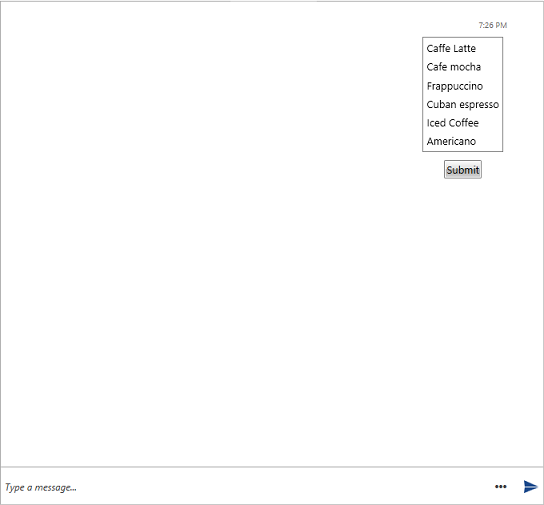 7:26 PM
Caffe Latte
Cafe mocha
Frappuccino
Cuban espresso
Iced Coffee
Americano
Submit
Type a message...